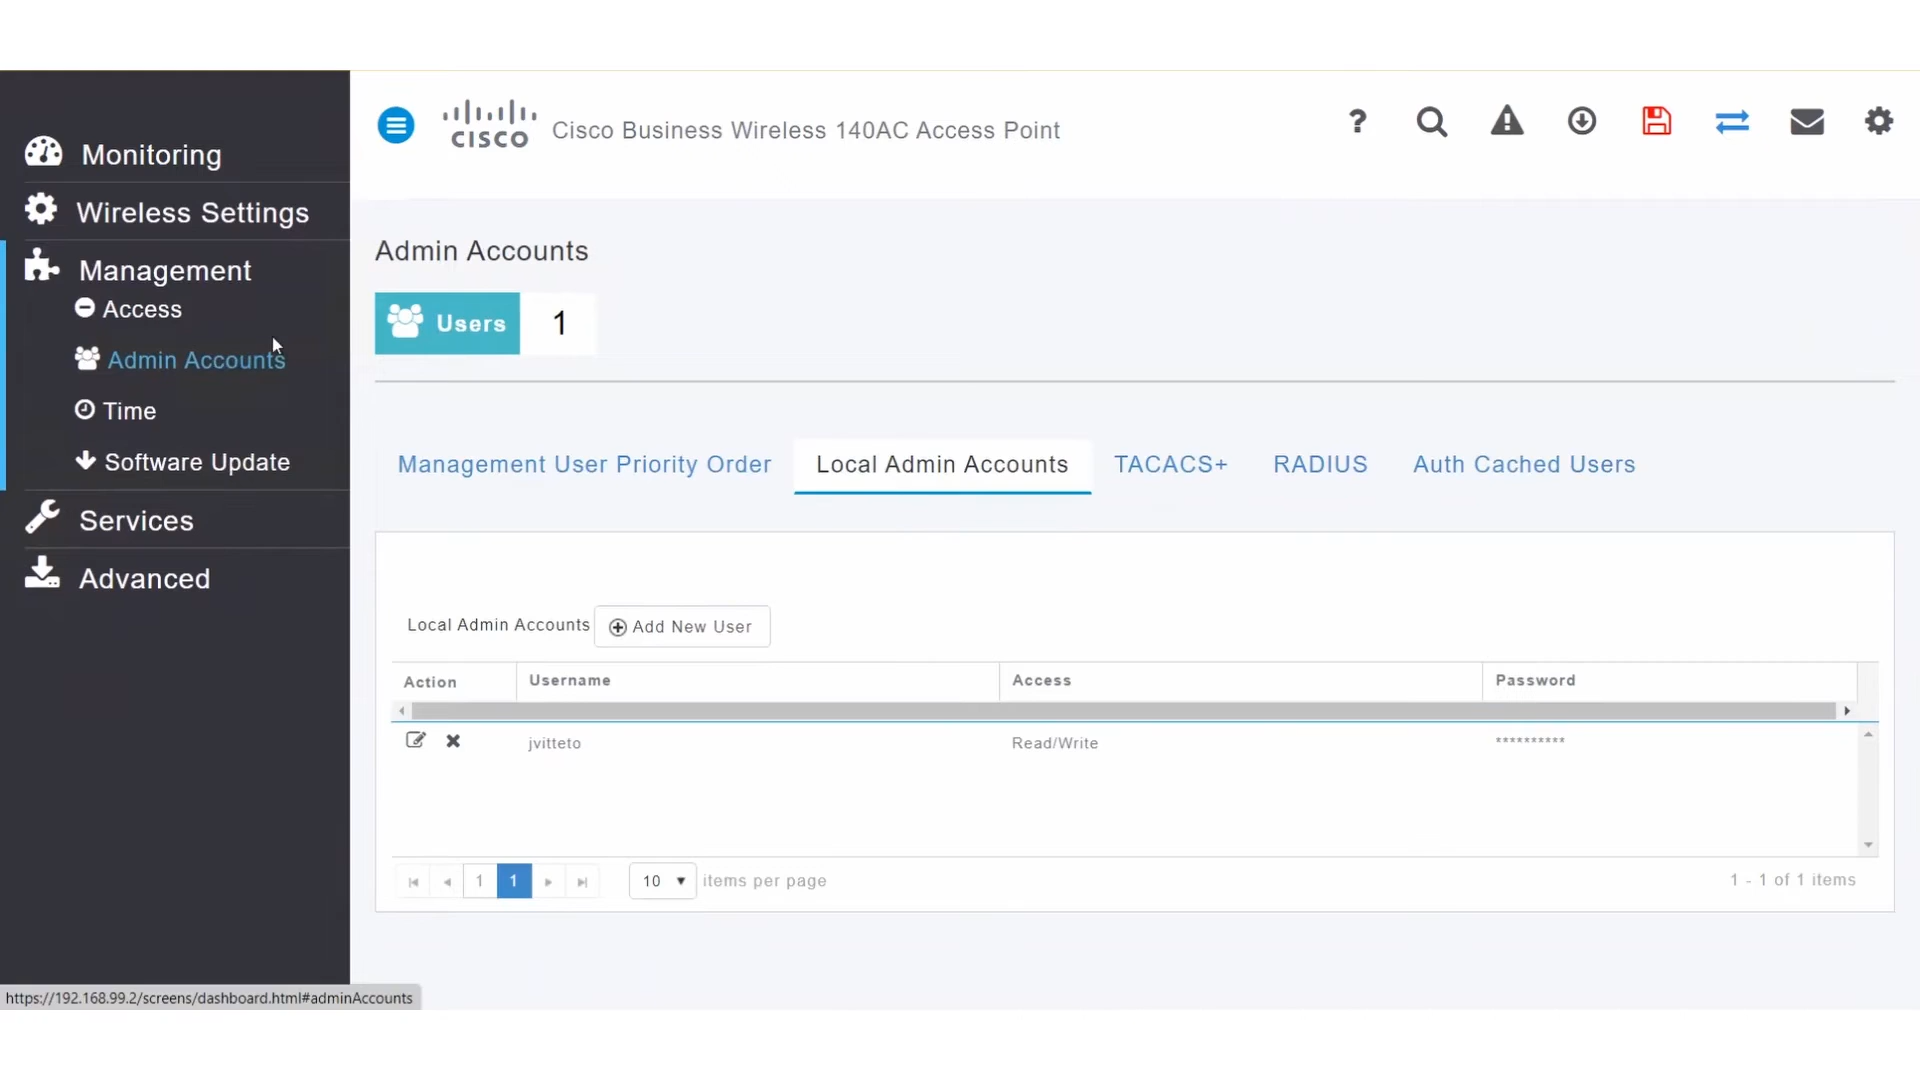 Monitoring
Wireless Settings
Management
Access
Admin Accounts
Time
Software Update
Services
Advanced
CISCO
Cisco Business Wireless 140AC Access Point
?
Admin Accounts
Users 1
Management User Priority Order Local Admin Accounts TACACS+ RADIUS Auth Cached Users
Local Admin Accounts Add New User
Action Username Access Password
jvitteto Read/Write **********
1 1 10 items per page 1 - 1 of 1 items
https://192.168.99.2/screens/dashboard.html#adminAccounts